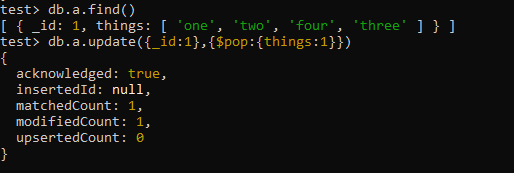 test> db.a.find()
[ { _id: 1, things: [ 'one', 'two', 'four', 'three' ] } ]
test> db.a.update({_id:1},{$pop:{things:1}})
{
  acknowledged: true,
  insertedId: null,
  matchedCount: 1,
  modifiedCount: 1,
  upsertedCount: 0
}